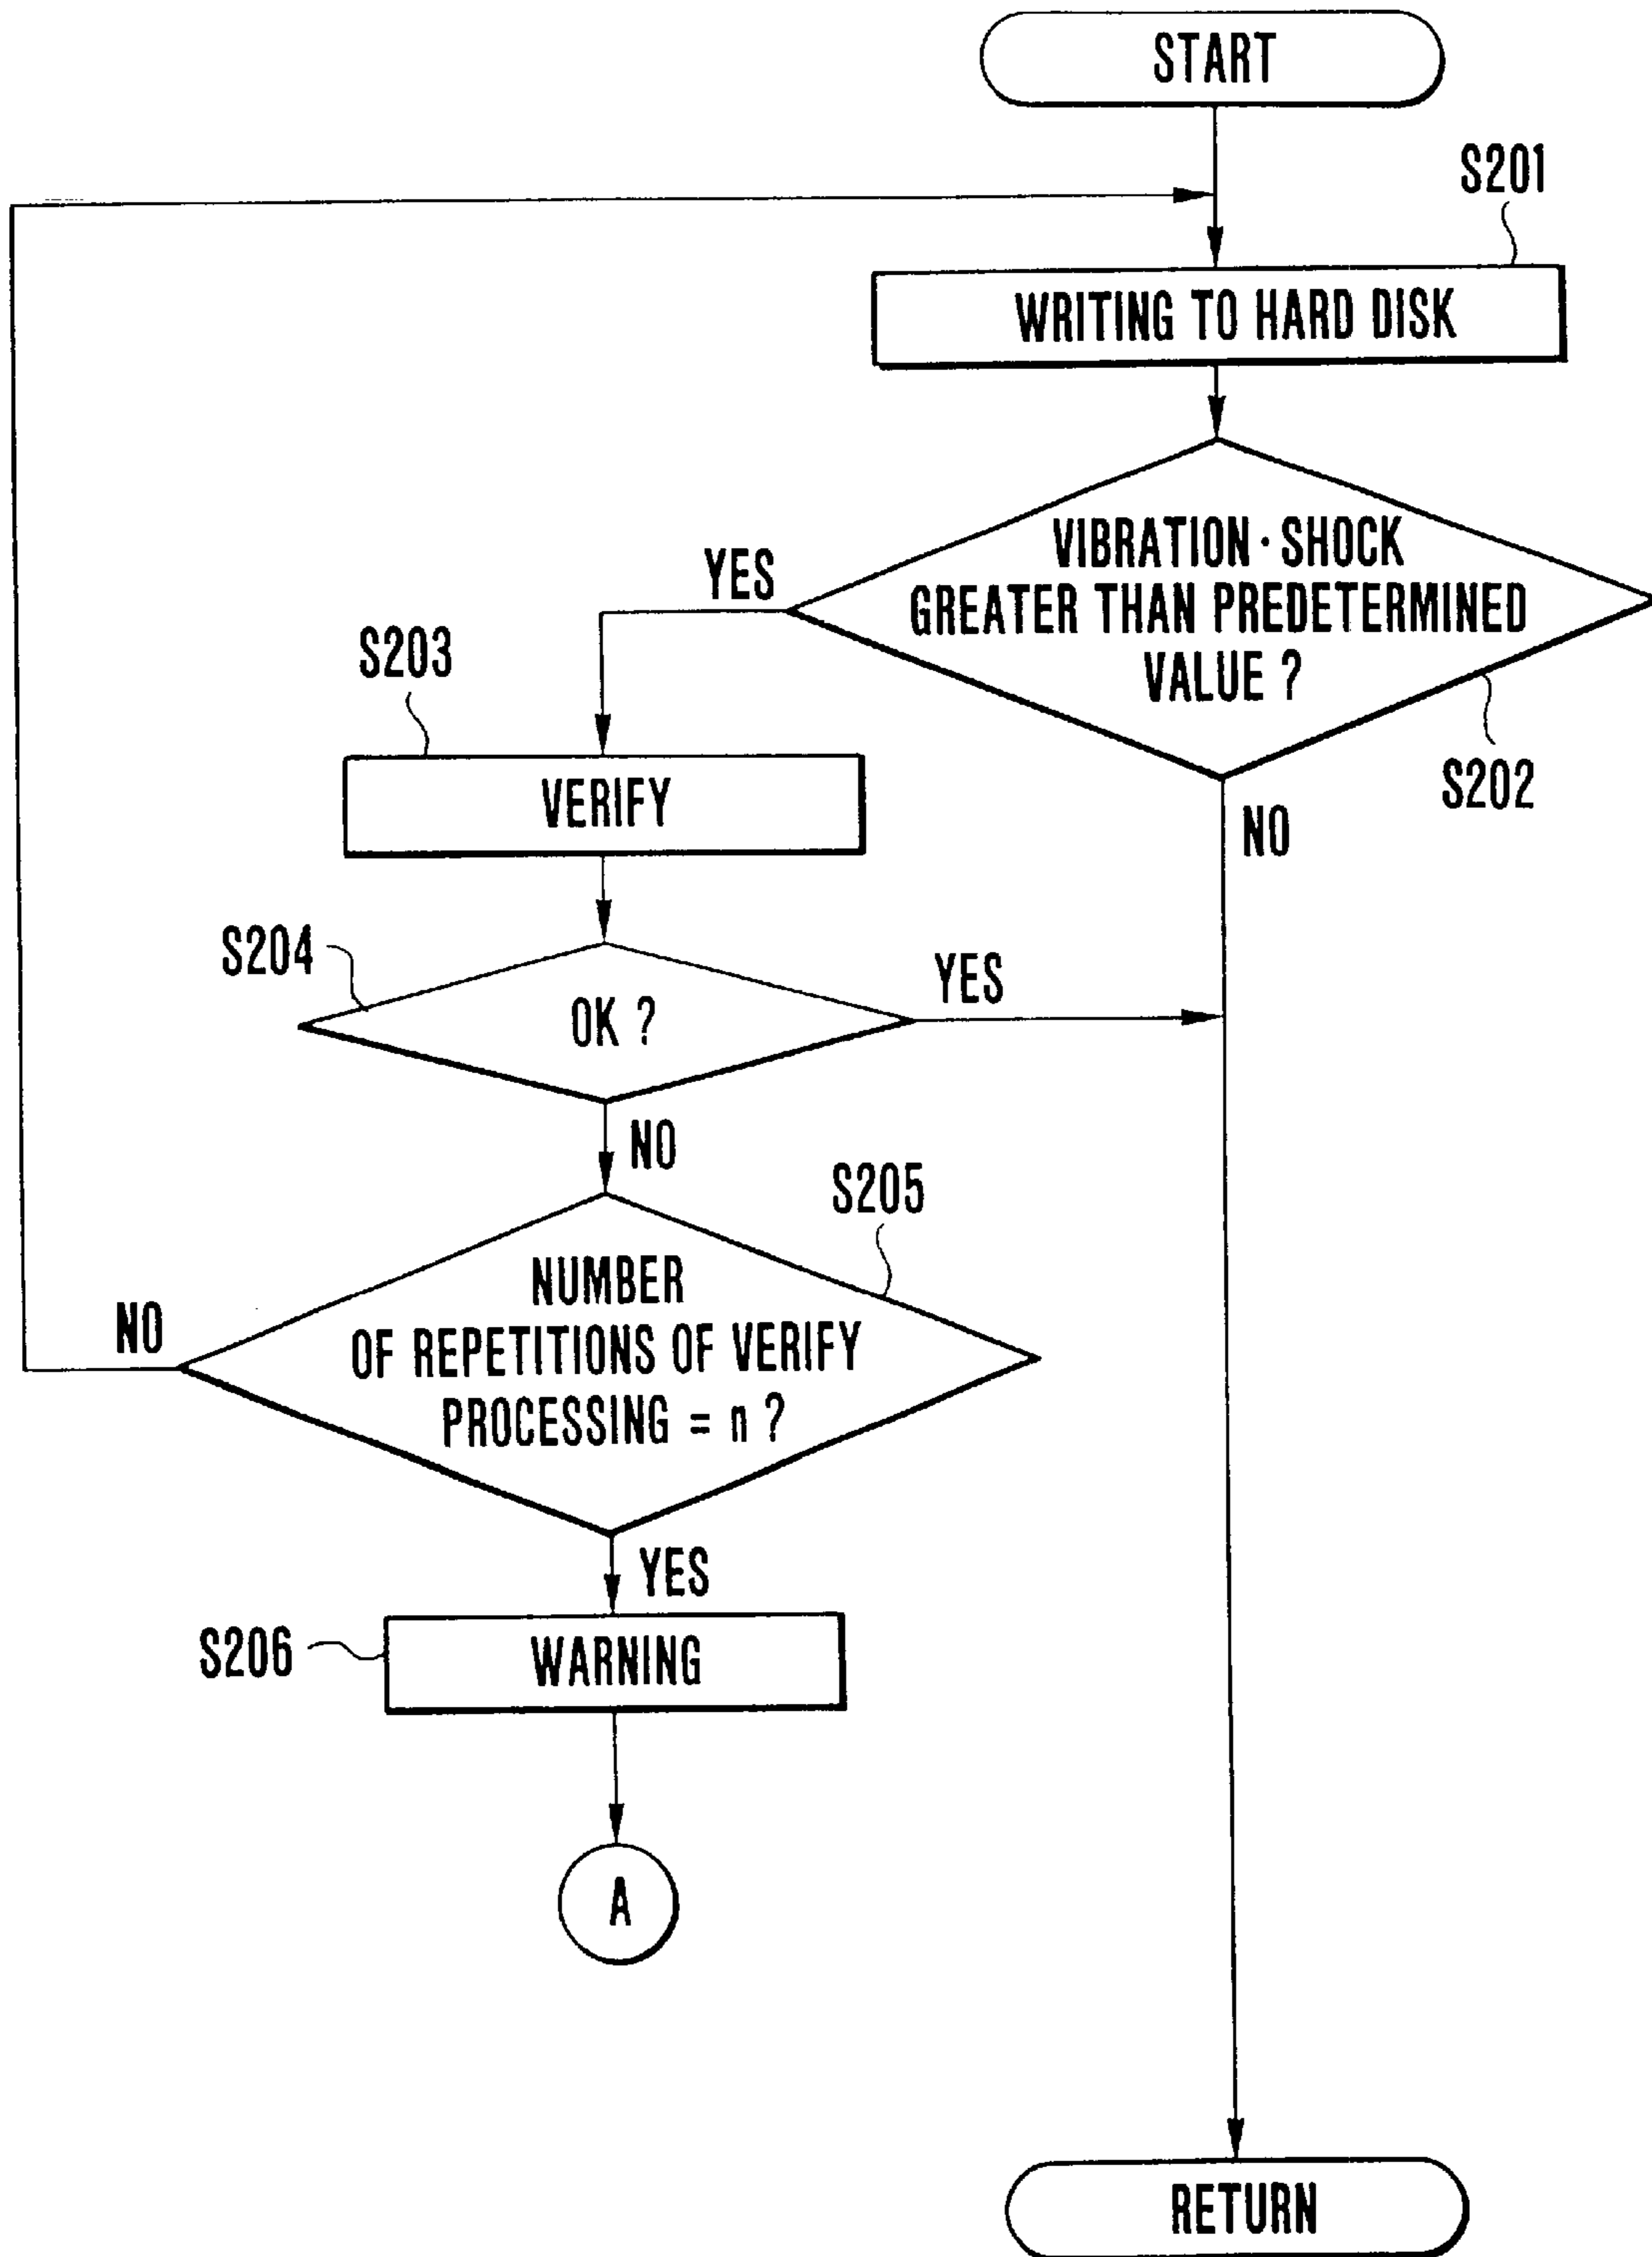 START
S201
WRITING TO HARD DISK
VIBRATION · SHOCK
GREATER THAN PREDETERMINED
VALUE ?
YES
S202
NO
S203
VERIFY
S204
OK ?
YES
NO
S205
NUMBER
OF REPETITIONS OF VERIFY
PROCESSING = n ?
NO
YES
S206
WARNING
A
RETURN